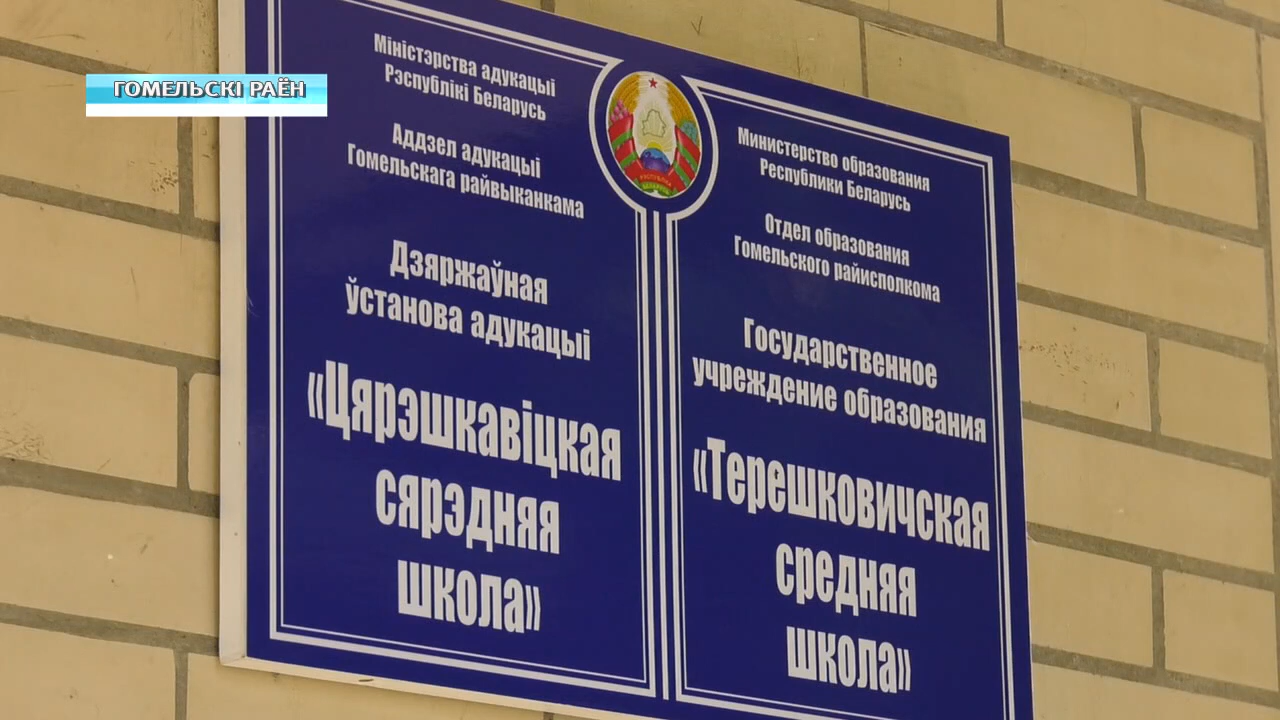 ГОМЕЛЬСКІ РАЁН
Міністэрства адукацыі
Рэспублікі Беларусь
Аддзел адукацыі
Гомельскага райвыканкама
Дзяржаўная
ўстанова адукацыі
«Цярэшкавіцкая
сярэдняя
школа»
Министерство образования
Республики Беларусь
Отдел образования
Гомельского райисполкома
Государственное
учреждение образования
«Терешковичская
средняя
школа»